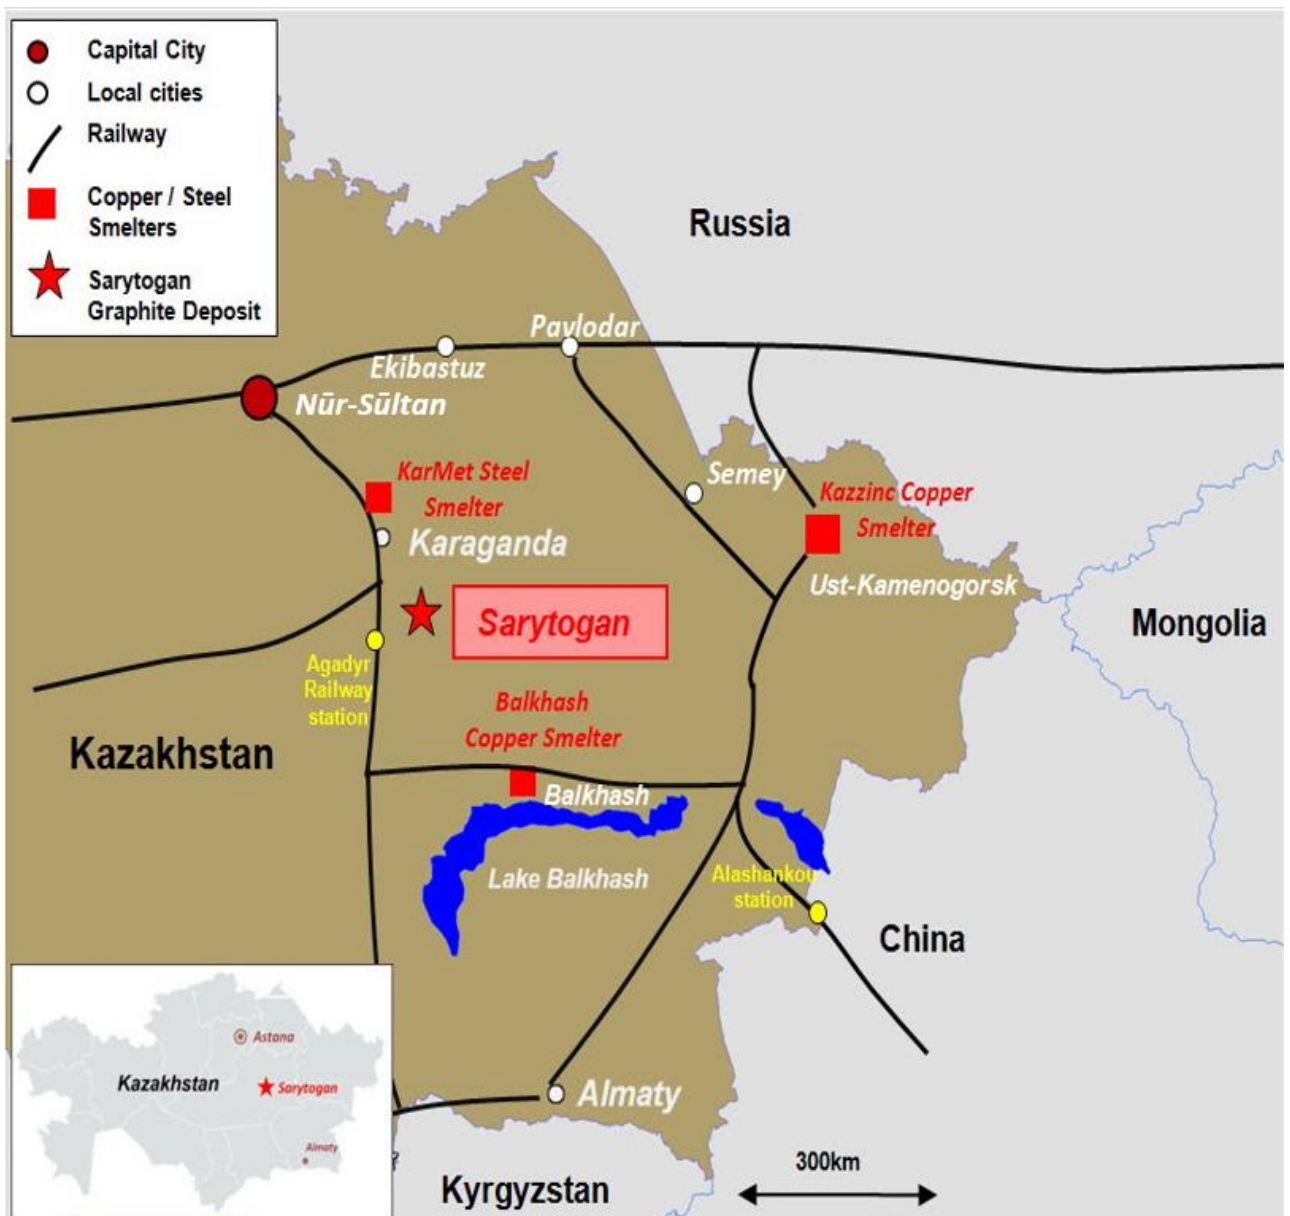 Capital City
Local cities
Railway
Copper / Steel
Smelters
Sarytogan
Graphite Deposit
Russia
Pavlodar
Ekibastuz
Nūr-Sūltan
KarMet Steel
Smelter
Semey
Kazzinc Copper
Smelter
Karaganda
Ust-Kamenogorsk
Sarytogan
Mongolia
Agadyr
Railway
station
Balkhash
Copper Smelter
Kazakhstan
Balkhash
Lake Balkhash
Alashankou
station
China
Astana
Kazakhstan
Sarytogan
Almaty
Almaty
300km
Kyrgyzstan